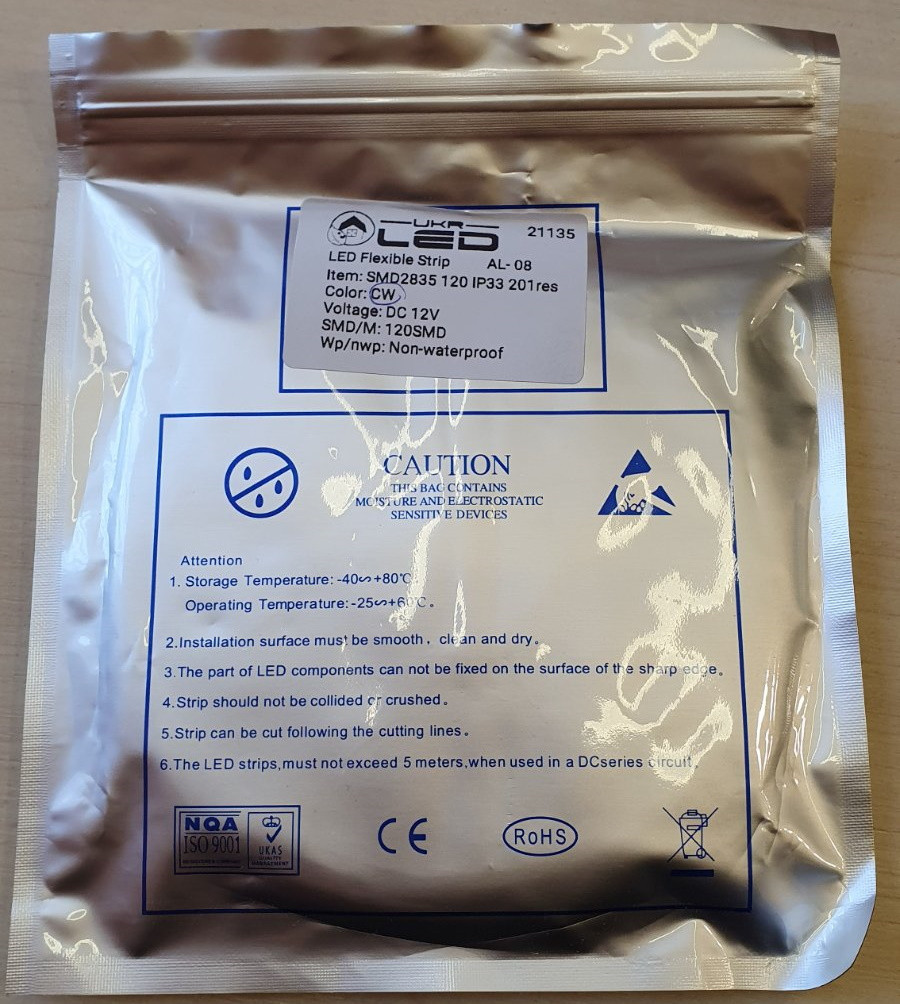 UKR
LED
21135
LED Flexible Strip AL- 08
Item: SMD2835 120 IP33 201res
Color: CW
Voltage: DC 12V
SMD/M: 120SMD
Wp/nwp: Non-waterproof
CAUTION
THIS BAG CONTAINS
MOISTURE AND ELECTROSTATIC
SENSITIVE DEVICES
Attention
1. Storage Temperature: -40∽+80℃
Operating Temperature: -25∽+60℃。
2.Installation surface must be smooth，clean and dry。
3.The part of LED components can not be fixed on the surface of the sharp edge。
4.Strip should not be collided or crushed。
5.Strip can be cut following the cutting lines。
6.The LED strips,must not exceed 5 meters,when used in a DCseries circuit.
NQA
ISO 9001
UKAS
QUALITY
MANAGEMENT
CE
RoHS